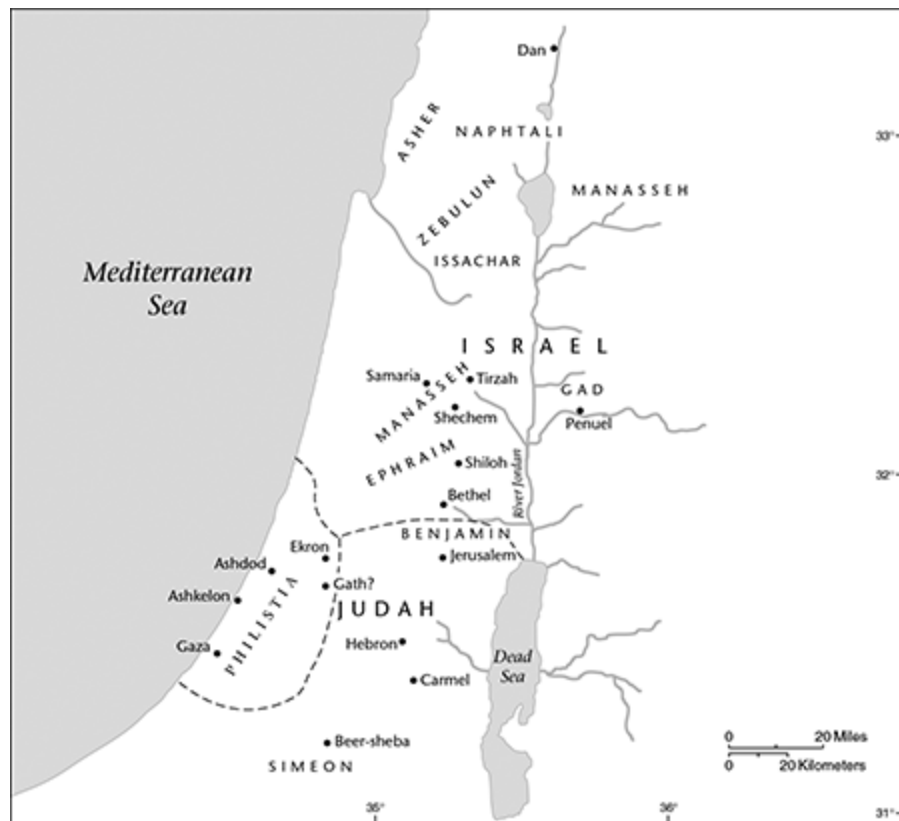 Dan
ASHER
NAPHTALI
33°
ZEBULUN
MANASSEH
ISSACHAR
Mediterranean
Sea
ISRAEL
Samaria
MANASSEH
Tirzah
GAD
Shechem
Penuel
EPHRAIM
Shiloh
River Jordan
32°
Bethel
BENJAMIN
Ekron
Jerusalem
Ashdod
Gath?
Ashkelon
PHILISTIA
JUDAH
Gaza
Hebron
Dead
Sea
Carmel
Beer-sheba
SIMEON
0 20 Miles
0 20 Kilometers
35°
36°
31°